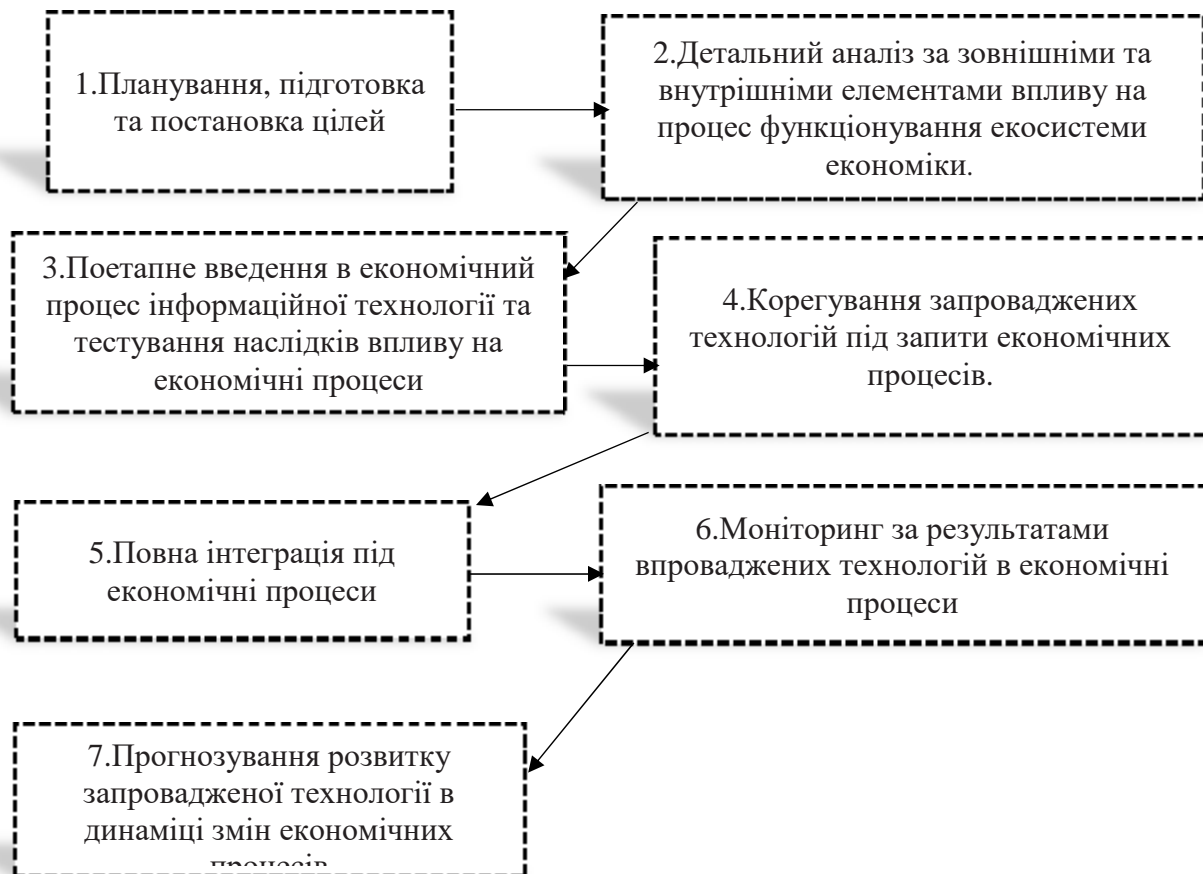 1.Планування, підготовка
та постановка цілей
2.Детальний аналіз за зовнішніми та
внутрішніми елементами впливу на
процес функціонування екосистеми
економіки.
3.Поетапне введення в економічний
процес інформаційної технології та
тестування наслідків впливу на
економічні процеси
4.Корегування запроваджених
технологій під запити економічних
процесів.
5.Повна інтеграція під
економічні процеси
6.Моніторинг за результатами
впроваджених технологій в економічні
процеси
7.Прогнозування розвитку
запровадженої технології в
динаміці змін економічних
процесів